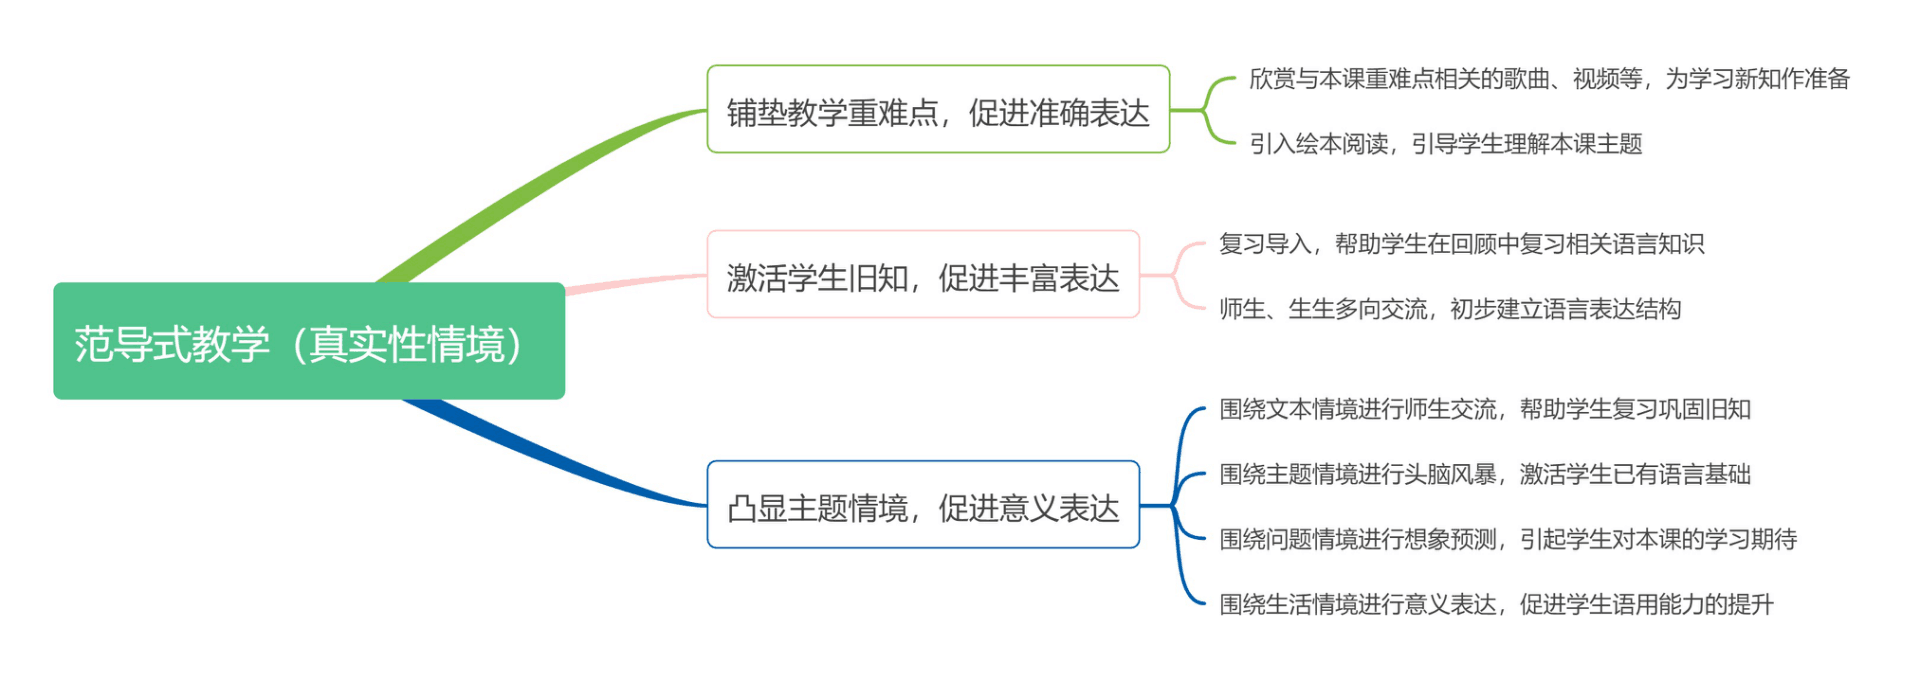 范导式教学（真实性情境）
铺垫教学重难点，促进准确表达
欣赏与本课重难点相关的歌曲、视频等，为学习新知作准备
引入绘本阅读，引导学生理解本课主题
激活学生旧知，促进丰富表达
复习导入，帮助学生在回顾中复习相关语言知识
师生、生生多向交流，初步建立语言表达结构
凸显主题情境，促进意义表达
围绕文本情境进行师生交流，帮助学生复习巩固旧知
围绕主题情境进行头脑风暴，激活学生已有语言基础
围绕问题情境进行想象预测，引起学生对本课的学习期待
围绕生活情境进行意义表达，促进学生语用能力的提升